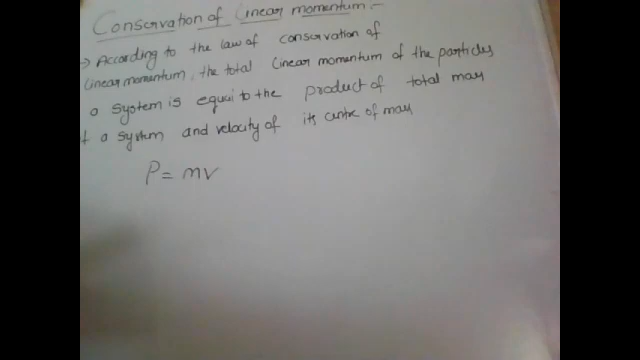 Conservation of Linear momentum:-
→ According to the law of conservation of
Linear momentum, the total Linear momentum of the particles
a system is equal to the product of total mass
f a system and velocity of its centre of mass
P = mv